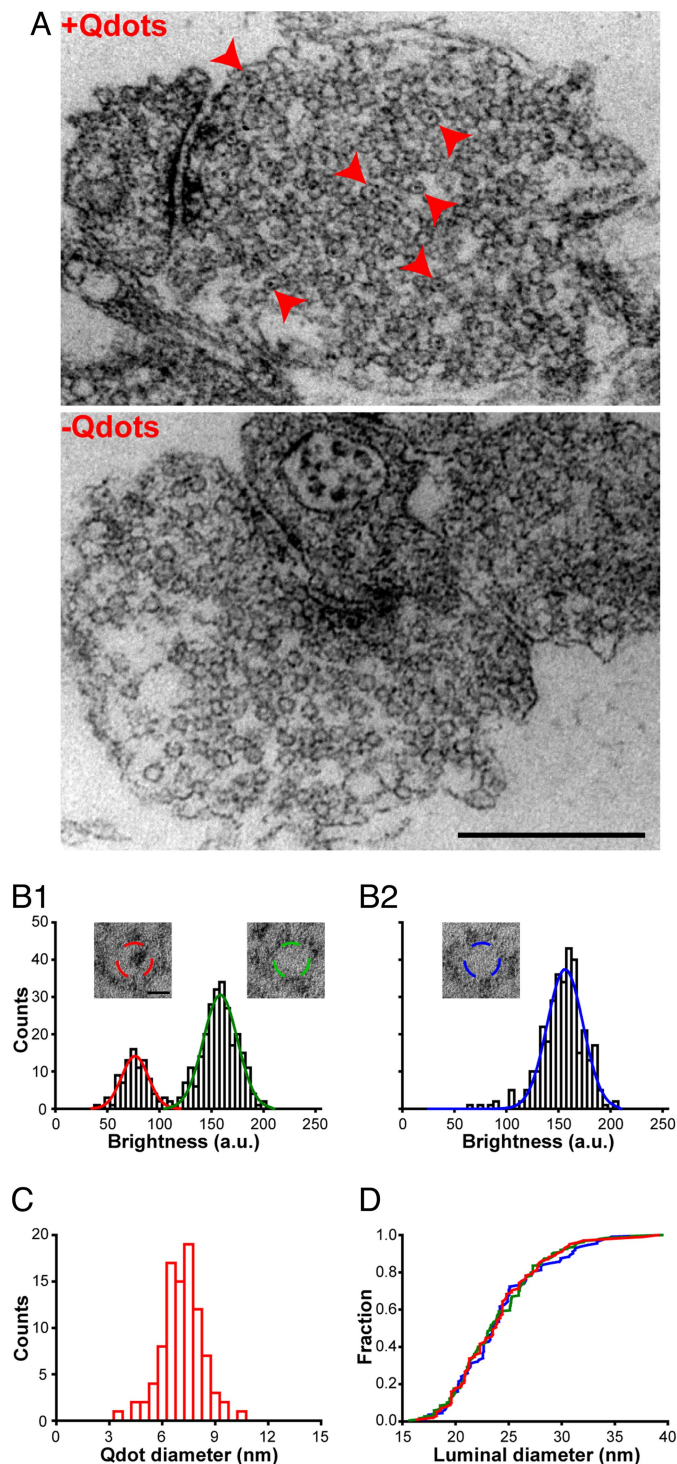 A
+Qdots
-Qdots
B1
B2
50
40
30
20
10
0
Counts
0 50 100 150 200 250
Brightness (a.u.)
0 50 100 150 200 250
Brightness (a.u.)
C
D
20
15
10
5
0
Counts
0 3 6 9 12 15
Qdot diameter (nm)
1.0
0.8
0.6
0.4
0.2
0.0
Fraction
15 20 25 30 35 40
Luminal diameter (nm)